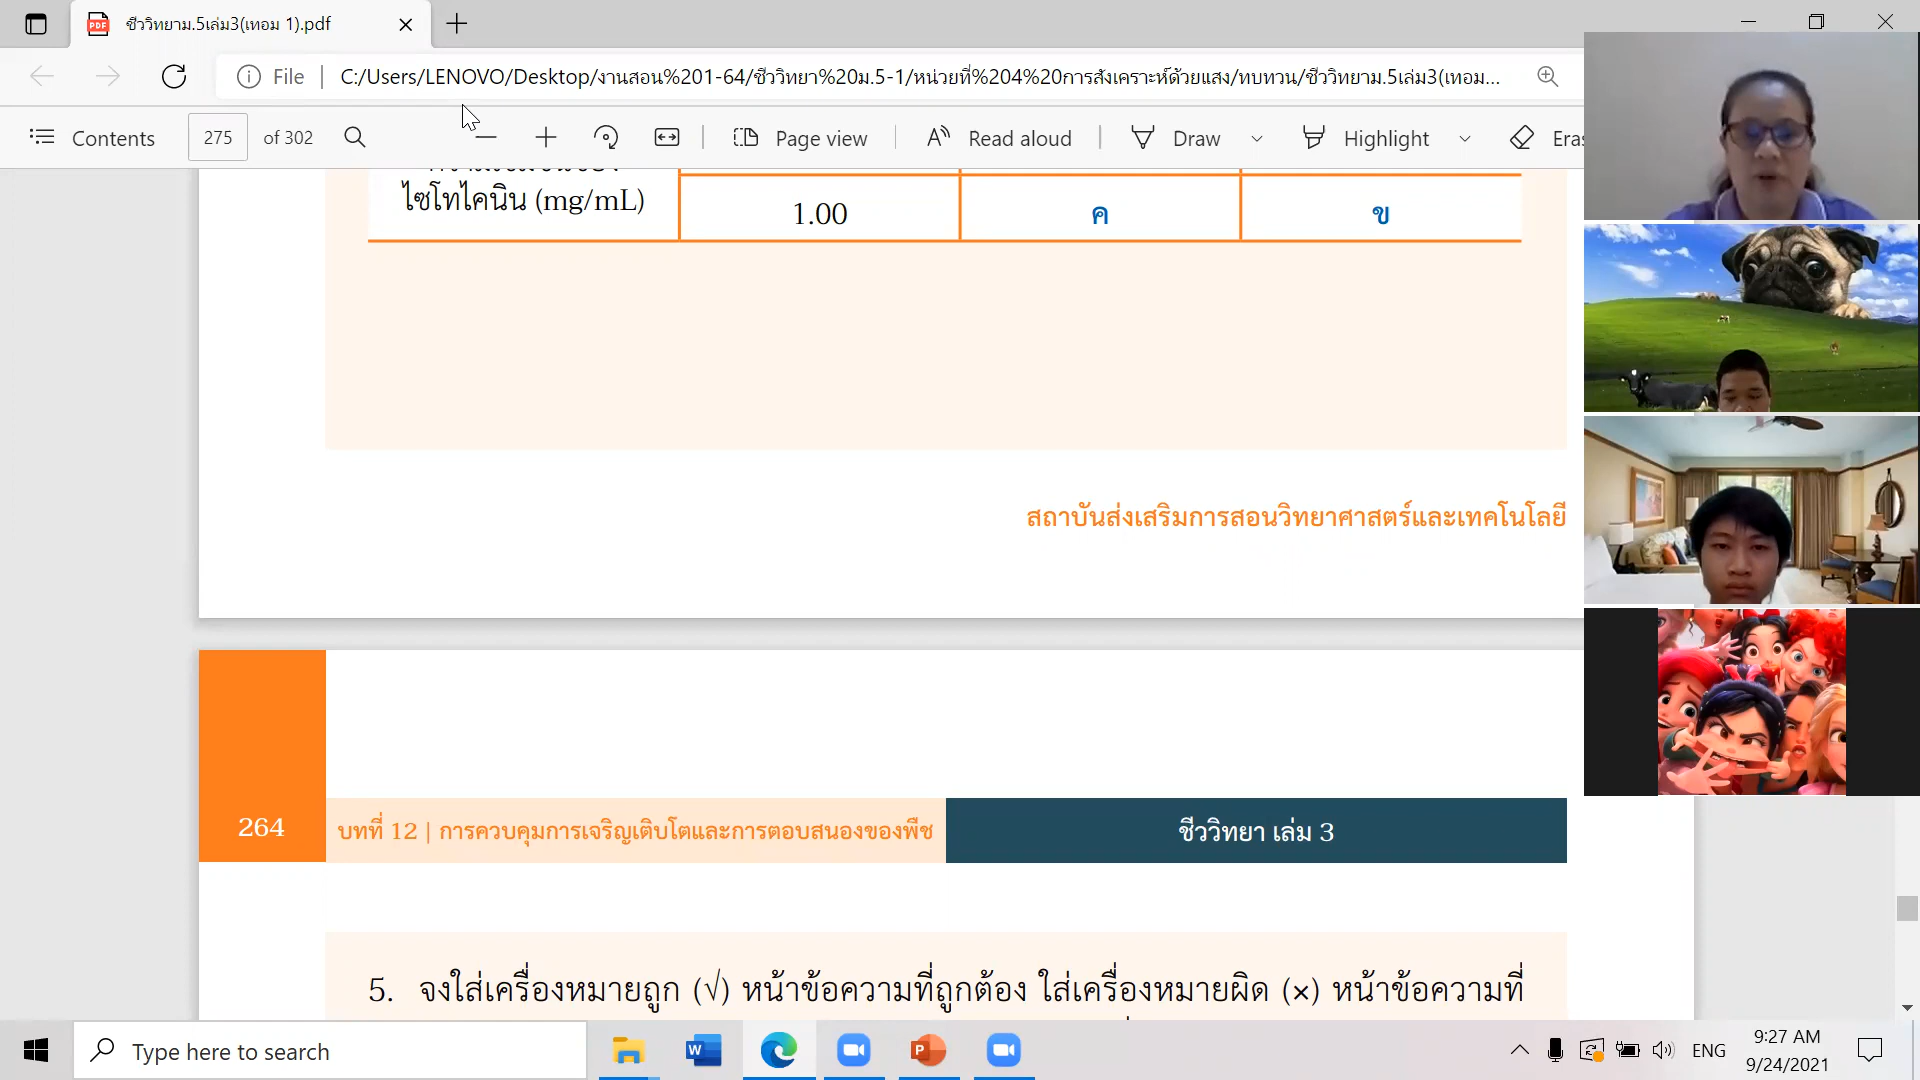 ชีววิทยาม.5เล่ม3(เทอม 1).pdf
File
C:/Users/LENOVO/Desktop/งานสอน%201-64/ชีววิทยา%20ม.5-1/หน่วยที่%204%20การสังเคราะห์ด้วยแสง/ทบทวน/ชีววิทยาม.5เล่ม3(เทอม...
Contents
275
of 302
Page view
Read aloud
Draw
Highlight
ไซโทไคนิน (mg/mL)
1.00
ค
ข
สถาบันส่งเสริมการสอนวิทยาศาสตร์และเทคโนโลยี
264
บทที่ 12 | การควบคุมการเจริญเติบโตและการตอบสนองของพืช
ชีววิทยา เล่ม 3
5. จงใส่เครื่องหมายถูก (√) หน้าข้อความที่ถูกต้อง ใส่เครื่องหมายผิด (×) หน้าข้อความที่
Type here to search
ENG
9:27 AM
9/24/2021